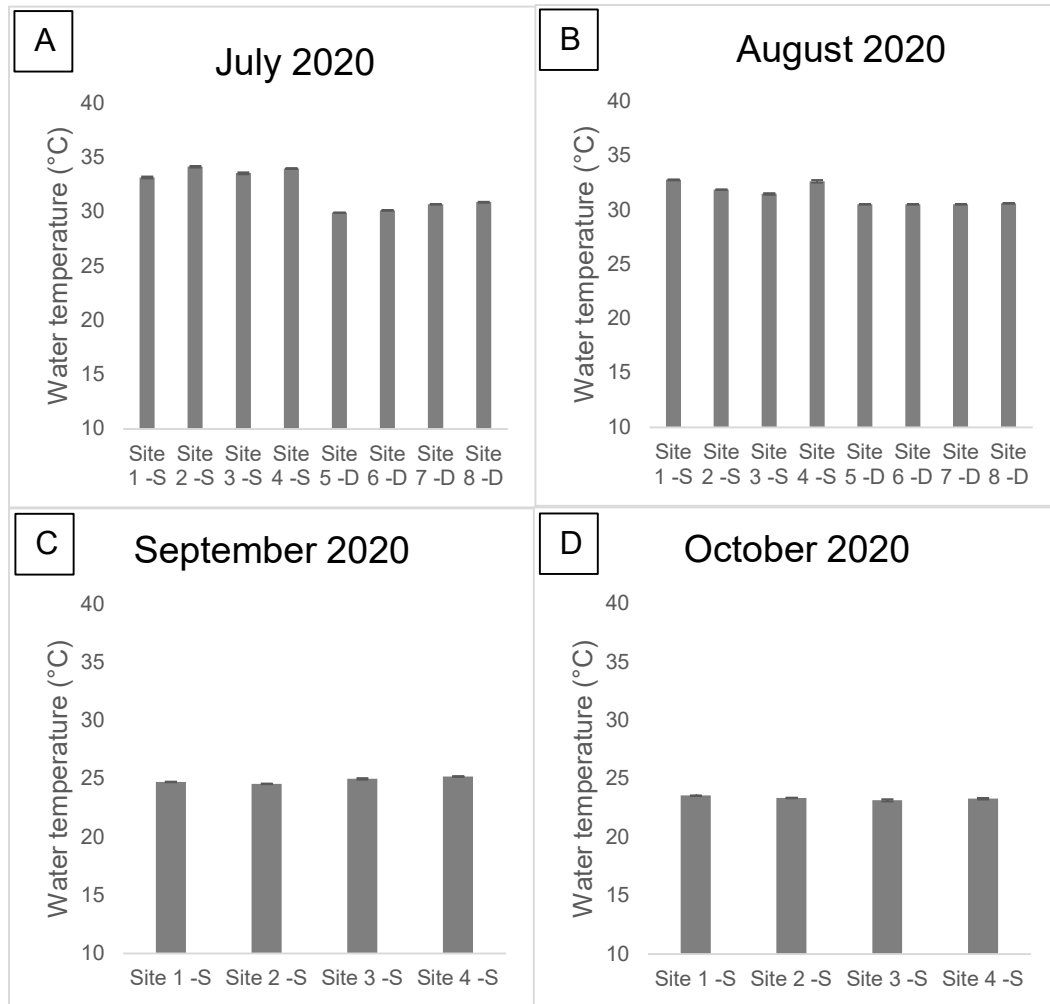 A
July 2020
Water temperature (°C)
40
35
30
25
20
15
10
Site Site Site Site Site Site Site Site
1 -S 2 -S 3 -S 4 -S 5 -D 6 -D 7 -D 8 -D
B
August 2020
Water temperature (°C)
40
35
30
25
20
15
10
Site Site Site Site Site Site Site Site
1 -S 2 -S 3 -S 4 -S 5 -D 6 -D 7 -D 8 -D
C
September 2020
Water temperature (°C)
40
35
30
25
20
15
10
Site 1 -S Site 2 -S Site 3 -S Site 4 -S
D
October 2020
Water temperature (°C)
40
35
30
25
20
15
10
Site 1 -S Site 2 -S Site 3 -S Site 4 -S